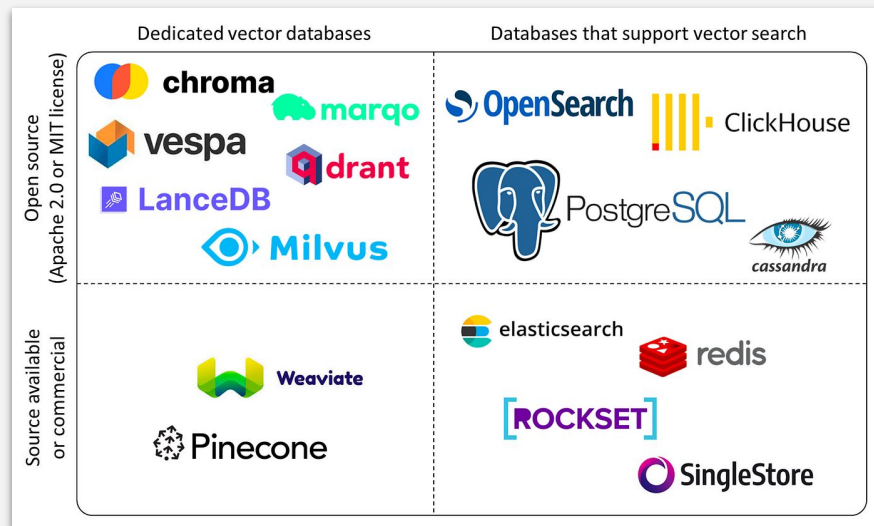 Dedicated vector databases
Databases that support vector search
Open source
(Apache 2.0 or MIT license)
chroma
marqo
vespa
qdrant
LanceDB
Milvus
OpenSearch
ClickHouse
PostgreSQL
cassandra
Source available
or commercial
Weaviate
Pinecone
elasticsearch
redis
[ROCKSET]
SingleStore